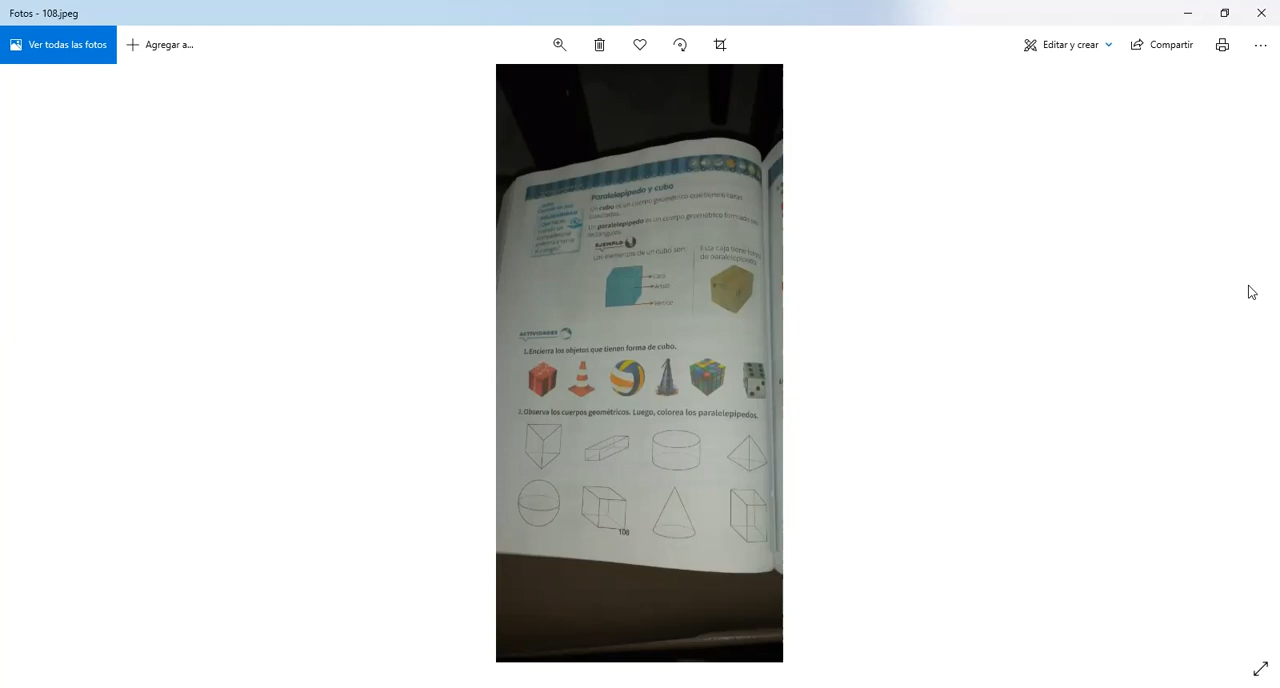 Fotos - 108.jpeg
Ver todas las fotos
Agregar a...
Editar y crear
Compartir
Paralelepípedo y cubo
Un cubo es un cuerpo geométrico que tiene caras
cuadradas.
Un paralelepípedo es un cuerpo geométrico formado
rectángulos.
EJEMPLO
Los elementos de un cubo son:
Cara
Arista
Vértice
Esta caja tiene forma
de paralelepípedo.
ACTIVIDADES
1. Encierra los objetos que tienen forma de cubo.
2. Observa los cuerpos geométricos. Luego, colorea los paralelepípedos.
108